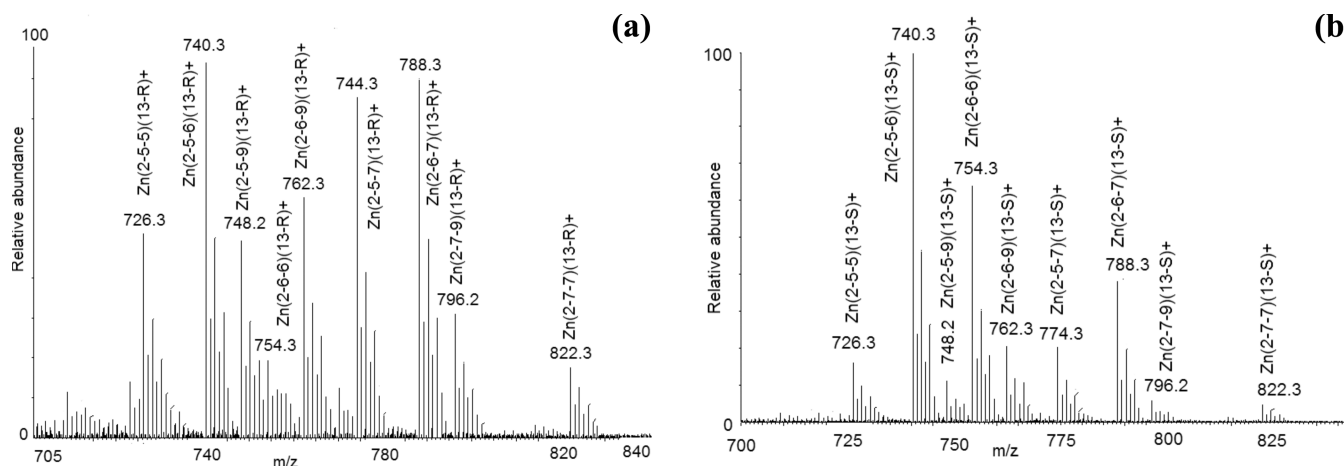 (a)
100
Relative abundance
Zn(2-5-5)(13-R)+
726.3
Zn(2-5-6)(13-R)+
740.3
Zn(2-5-9)(13-R)+
748.2
Zn(2-6-6)(13-R)+
754.3
Zn(2-6-9)(13-R)+
762.3
744.3
Zn(2-5-7)(13-R)+
788.3
Zn(2-6-7)(13-R)+
Zn(2-7-9)(13-R)+
796.2
Zn(2-7-7)(13-R)+
822.3
0
705
740
780
820
840
m/z
(b
100
Relative abundance
Zn(2-5-5)(13-S)+
726.3
Zn(2-5-6)(13-S)+
740.3
Zn(2-5-9)(13-S)+
748.2
Zn(2-6-6)(13-S)+
754.3
Zn(2-6-9)(13-S)+
762.3
Zn(2-5-7)(13-S)+
774.3
Zn(2-6-7)(13-S)+
788.3
Zn(2-7-9)(13-S)+
796.2
Zn(2-7-7)(13-S)+
822.3
0
700
725
750
775
800
825
m/z